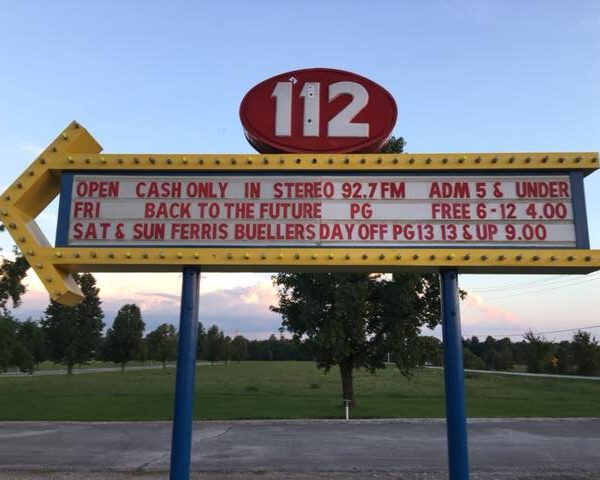 112
OPEN CASH ONLY IN STEREO 92.7 FM ADM 5 & UNDER
FRI BACK TO THE FUTURE PG FREE 6-12 4.00
SAT & SUN FERRIS BUELLERS DAY OFF PG13 13 & UP 9.00